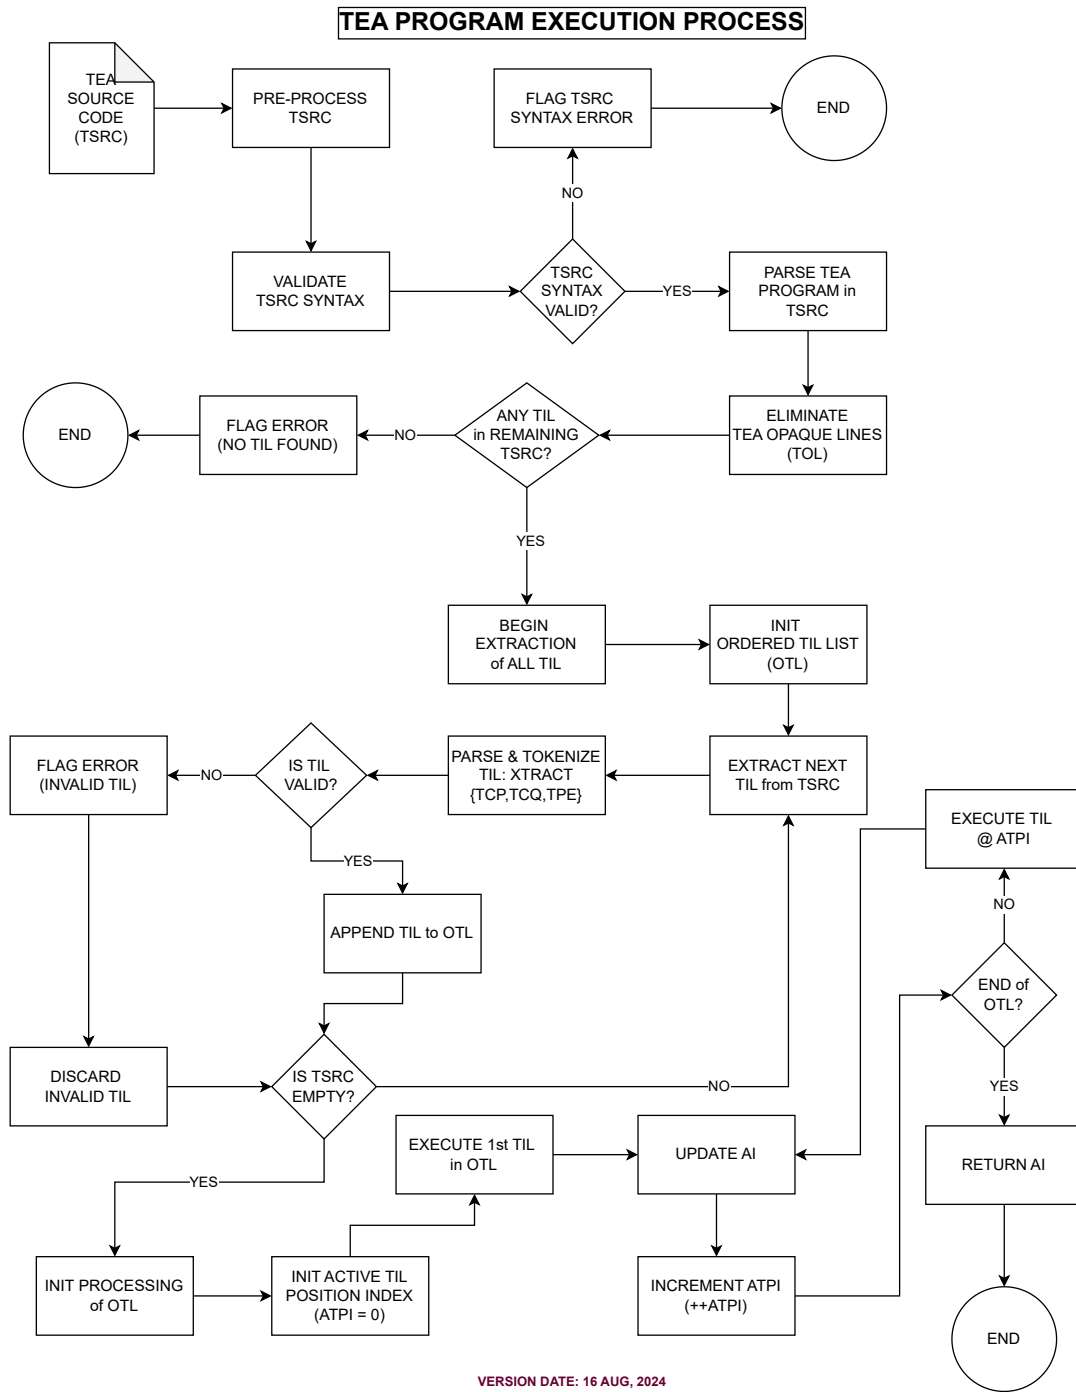 TEA PROGRAM EXECUTION PROCESS
TEA
SOURCE
CODE
(TSRC)
PRE-PROCESS
TSRC
FLAG TSRC
SYNTAX ERROR
END
NO
VALIDATE
TSRC SYNTAX
TSRC
SYNTAX
VALID?
YES
PARSE TEA
PROGRAM in
TSRC
END
FLAG ERROR
(NO TIL FOUND)
NO
ANY TIL
in REMAINING
TSRC?
ELIMINATE
TEA OPAQUE LINES
(TOL)
YES
BEGIN
EXTRACTION
of ALL TIL
INIT
ORDERED TIL LIST
(OTL)
FLAG ERROR
(INVALID TIL)
NO
IS TIL
VALID?
PARSE & TOKENIZE
TIL: XTRACT
{TCP,TCQ,TPE}
EXTRACT NEXT
TIL from TSRC
EXECUTE TIL
@ ATPI
YES
NO
APPEND TIL to OTL
END of
OTL?
DISCARD
INVALID TIL
IS TSRC
EMPTY?
NO
YES
EXECUTE 1st TIL
in OTL
UPDATE AI
RETURN AI
YES
INIT PROCESSING
of OTL
INIT ACTIVE TIL
POSITION INDEX
(ATPI = 0)
INCREMENT ATPI
(++ATPI)
END
VERSION DATE: 16 AUG, 2024